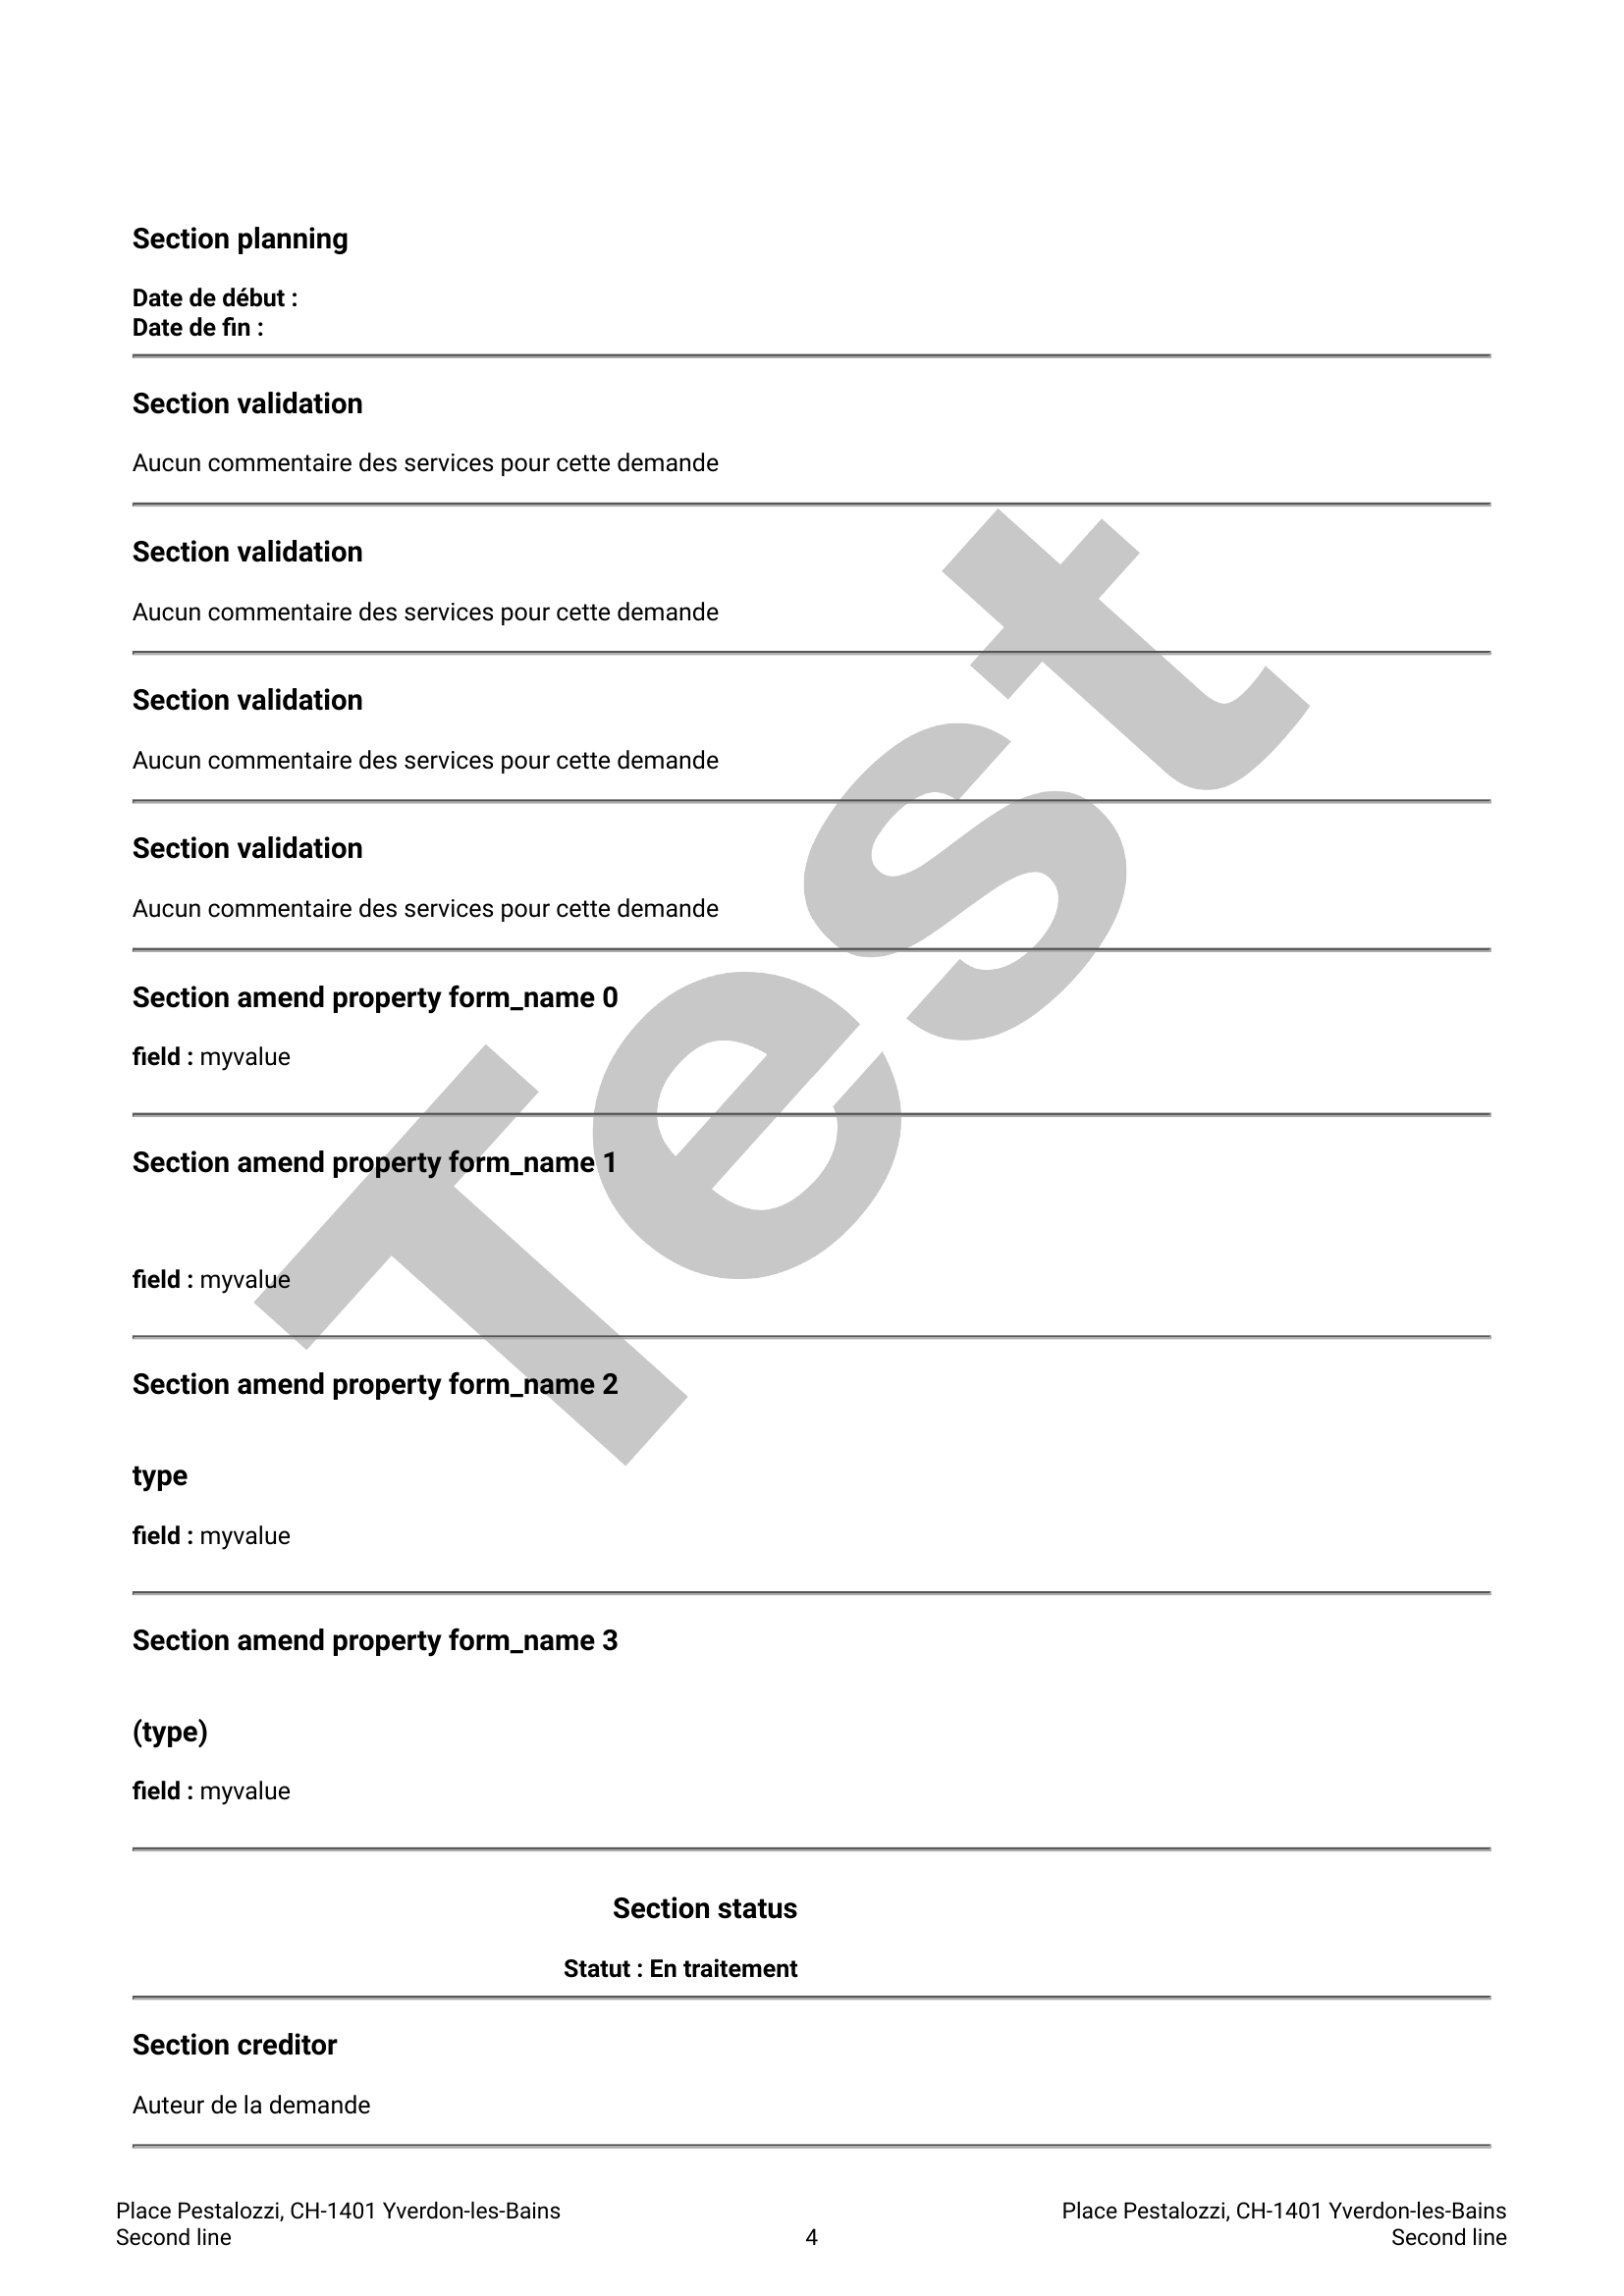 Section planning
Date de début :
Date de fin :
Section validation
Aucun commentaire des services pour cette demande
Section validation
Aucun commentaire des services pour cette demande
Section validation
Aucun commentaire des services pour cette demande
Section validation
Aucun commentaire des services pour cette demande
Section amend property form_name 0
field : myvalue
Section amend property form_name 1
field : myvalue
Section amend property form_name 2
type
field : myvalue
Section amend property form_name 3
(type)
field : myvalue
Section status
Statut : En traitement
Section creditor
Auteur de la demande
Test
Place Pestalozzi, CH-1401 Yverdon-les-Bains
Second line
4
Place Pestalozzi, CH-1401 Yverdon-les-Bains
Second line